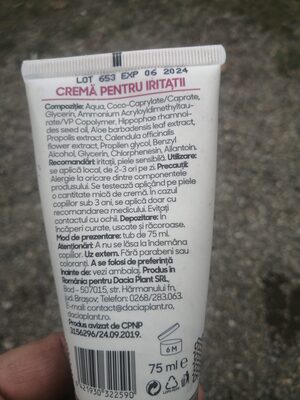 LOT 653 EXP 06 2024
CREMĂ PENTRU IRITAȚII
Compoziție: Aqua, Coco-Caprylate/Caprate,
Glycerin, Ammonium Acryloyldimethyltau-
rate/VP Copolymer, Hippophae rhamnoi-
des seed oil, Aloe barbadensis leaf extract,
Propolis extract, Calendula officinalis
flower extract, Propilen glycol, Benzyl
Alcohol, Glycerin, Chlorphenesin, Allantoin.
Recomandări: iritații, piele sensibilă. Utilizare:
se aplică local, de 2-3 ori pe zi. Precauții:
Alergie la oricare dintre componentele
produsului. Se testează aplicând pe piele
o cantitate mică de cremă. În cazul
copiilor sub 3 ani, se aplică doar cu
recomandarea medicului. Evitați
contactul cu ochii. Depozitare: în
încăperi curate, uscate și răcoroase.
Mod de prezentare: tub de 75 ml.
Atenționări: A nu se lăsa la îndemâna
copiilor. Uz extern. Fără parabeni sau
coloranți. A se folosi de preferință
înainte de: vezi ambalaj. Produs în
România pentru Dacia Plant SRL,
Bod - 507015, str. Hărmanului fn,
jud.Brașov, Telefon: 0268/283.063.
E-mail: contact@daciaplant.ro
daciaplant.ro
Produs avizat de CPNP
3156296/24.09.2019.
6 M
75 ml e
421930 322590